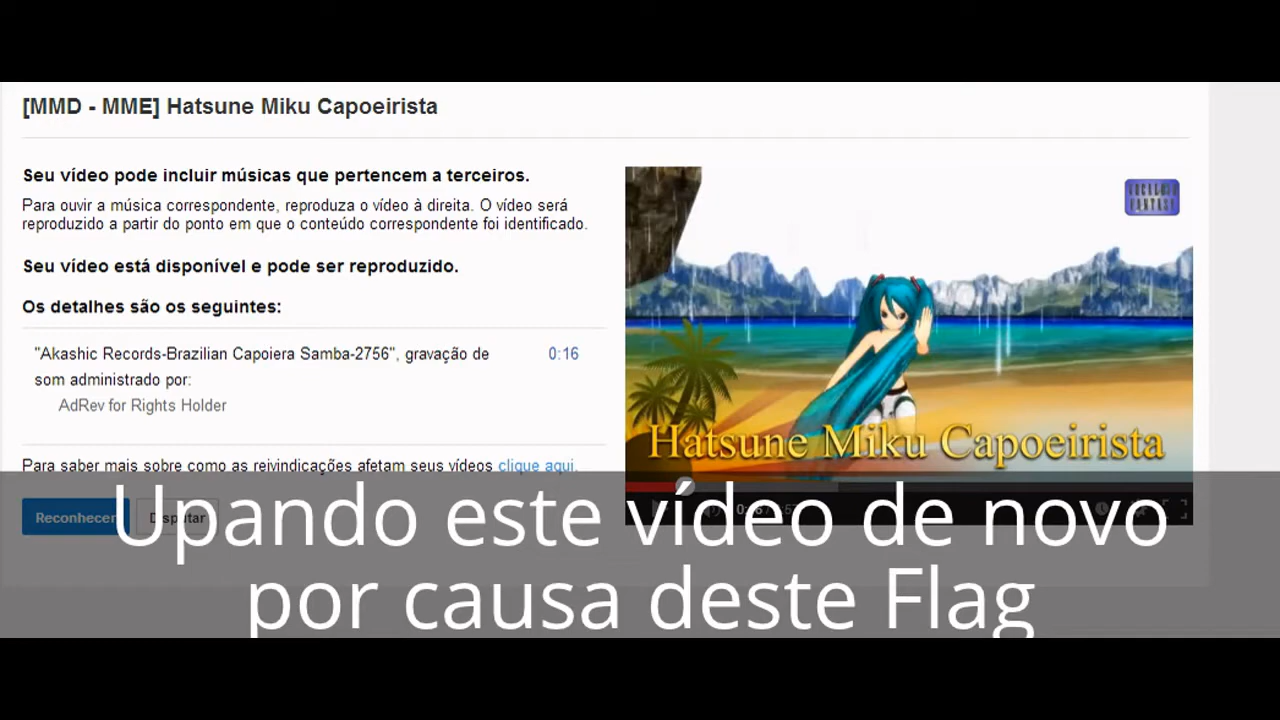 [MMD - MME] Hatsune Miku Capoeirista
Seu vídeo pode incluir músicas que pertencem a terceiros.
Para ouvir a música correspondente, reproduza o vídeo à direita. O vídeo será
reproduzido a partir do ponto em que o conteúdo correspondente foi identificado.
Seu vídeo está disponível e pode ser reproduzido.
Os detalhes são os seguintes:
"Akashic Records-Brazilian Capoiera Samba-2756", gravação de 0:16
som administrado por:
AdRev for Rights Holder
Para saber mais sobre como as reivindicações afetam seus vídeos clique aqui.
Reconhecer Disputar
Hatsune Miku Capoeirista
Upando este vídeo de novo
por causa deste Flag